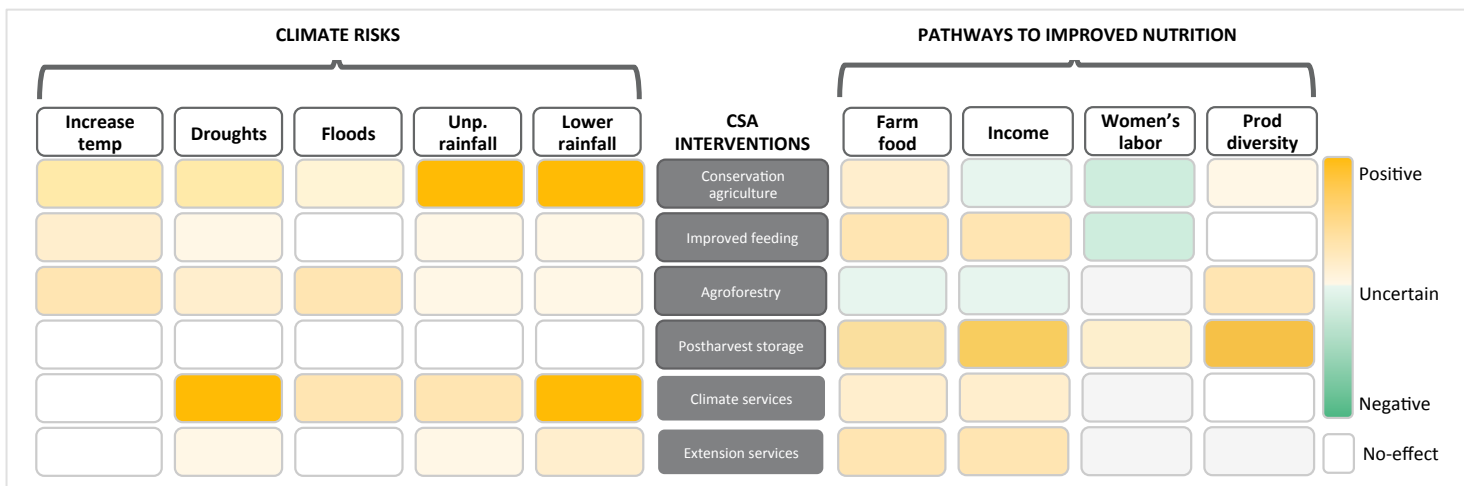 CLIMATE RISKS
PATHWAYS TO IMPROVED NUTRITION
Increase
temp
Droughts
Floods
Unp.
rainfall
Lower
rainfall
CSA
INTERVENTIONS
Farm
food
Income
Women's
labor
Prod
diversity
Conservation
agriculture
Improved feeding
Agroforestry
Postharvest storage
Climate services
Extension services
Positive
Uncertain
Negative
No-effect